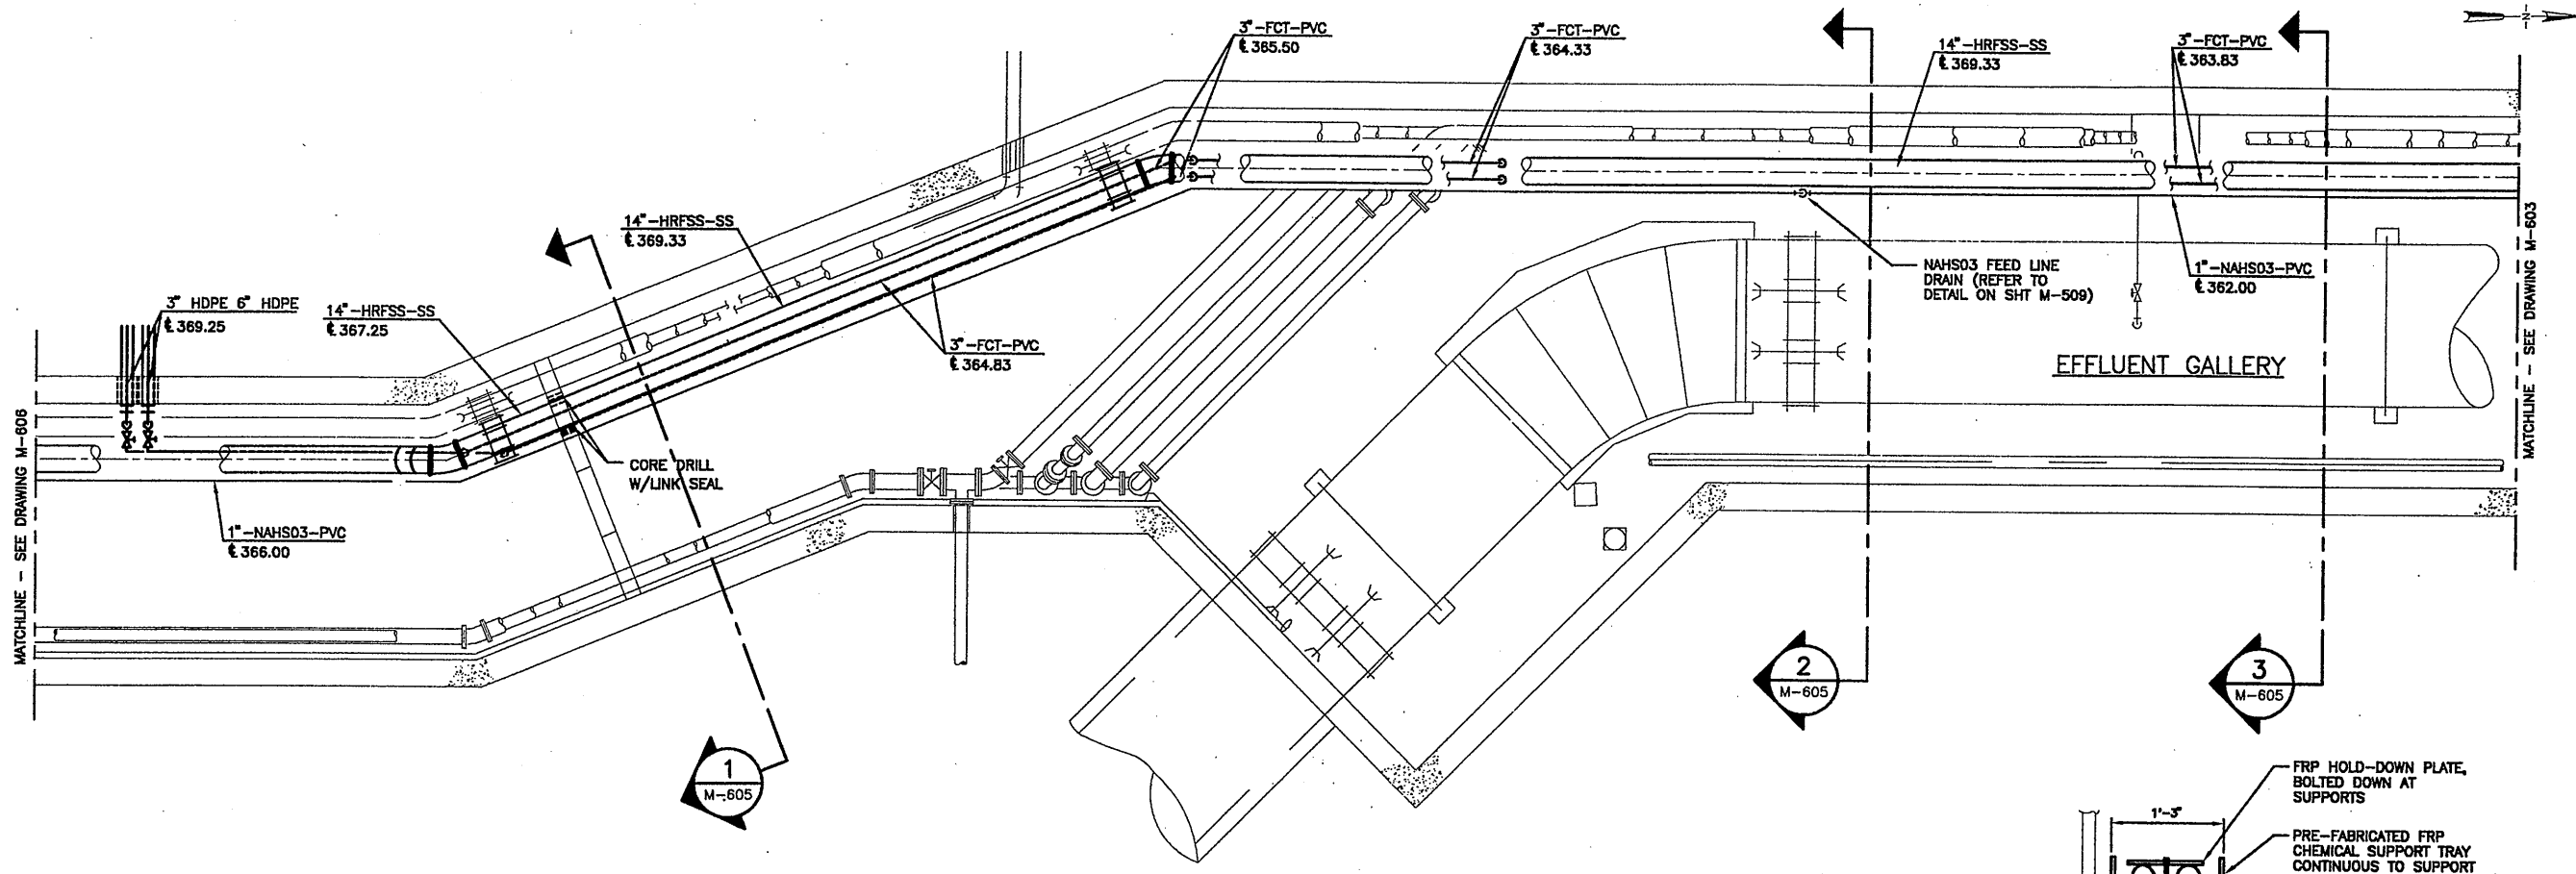 3"-FCT-PVC
℄ 365.50
3"-FCT-PVC
℄ 364.33
14"-HRFSS-SS
℄ 369.33
3"-FCT-PVC
℄ 363.83
N
14"-HRFSS-SS
℄ 369.33
3" HDPE 6" HDPE
℄ 369.25
14"-HRFSS-SS
℄ 367.25
3"-FCT-PVC
℄ 364.83
NAHS03 FEED LINE
DRAIN (REFER TO
DETAIL ON SHT M-509)
1"-NAHS03-PVC
℄ 362.00
EFFLUENT GALLERY
MATCHLINE - SEE DRAWING M-603
MATCHLINE - SEE DRAWING M-606
CORE DRILL
W/LINK SEAL
1"-NAHS03-PVC
℄ 366.00
1
M-605
2
M-605
3
M-605
FRP HOLD-DOWN PLATE,
BOLTED DOWN AT
SUPPORTS
1'-3"
PRE-FABRICATED FRP
CHEMICAL SUPPORT TRAY
CONTINUOUS TO SUPPORT